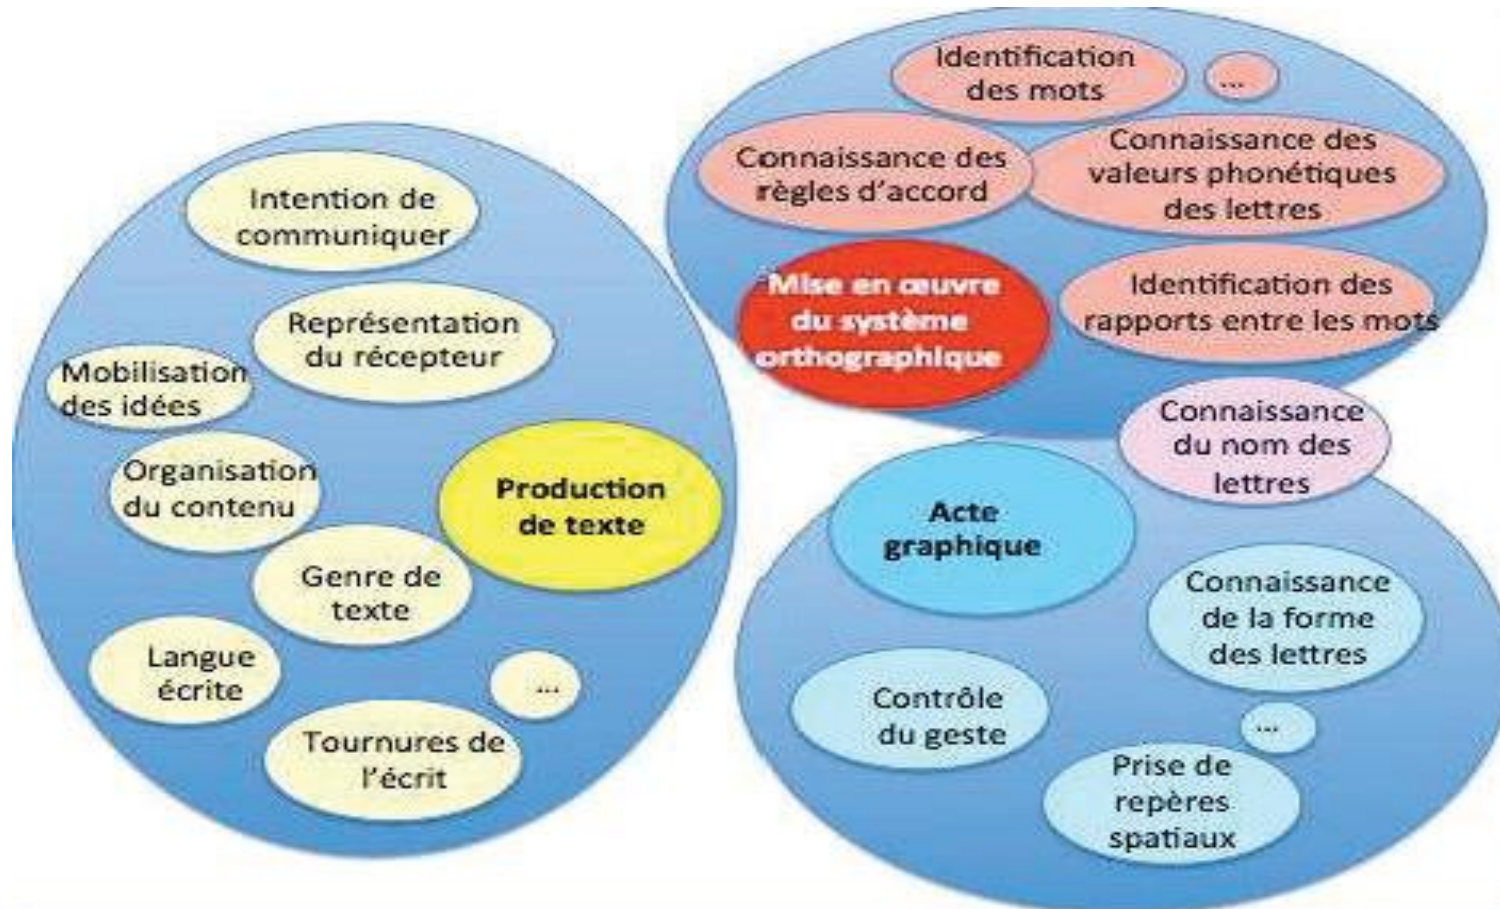 Intention de
communiquer
Représentation
du récepteur
Mobilisation
des idées
Organisation
du contenu
Production
de texte
Genre de
texte
Langue
écrite
...
Tournures de
l'écrit
Identification
des mots
...
Connaissance des
règles d'accord
Connaissance des
valeurs phonétiques
des lettres
Mise en œuvre
du système
orthographique
Identification des
rapports entre les mots
Connaissance
du nom des
lettres
Acte
graphique
Connaissance
de la forme
des lettres
Contrôle
du geste
...
Prise de
repères
spatiaux